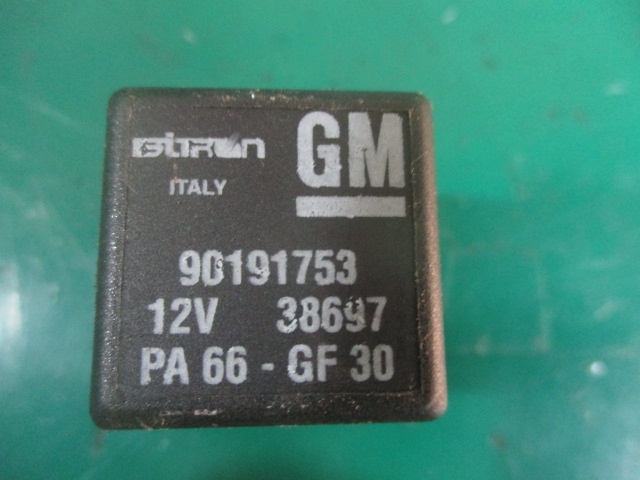 BITRON
GM
ITALY
90191753
12V 38697
PA 66 - GF 30